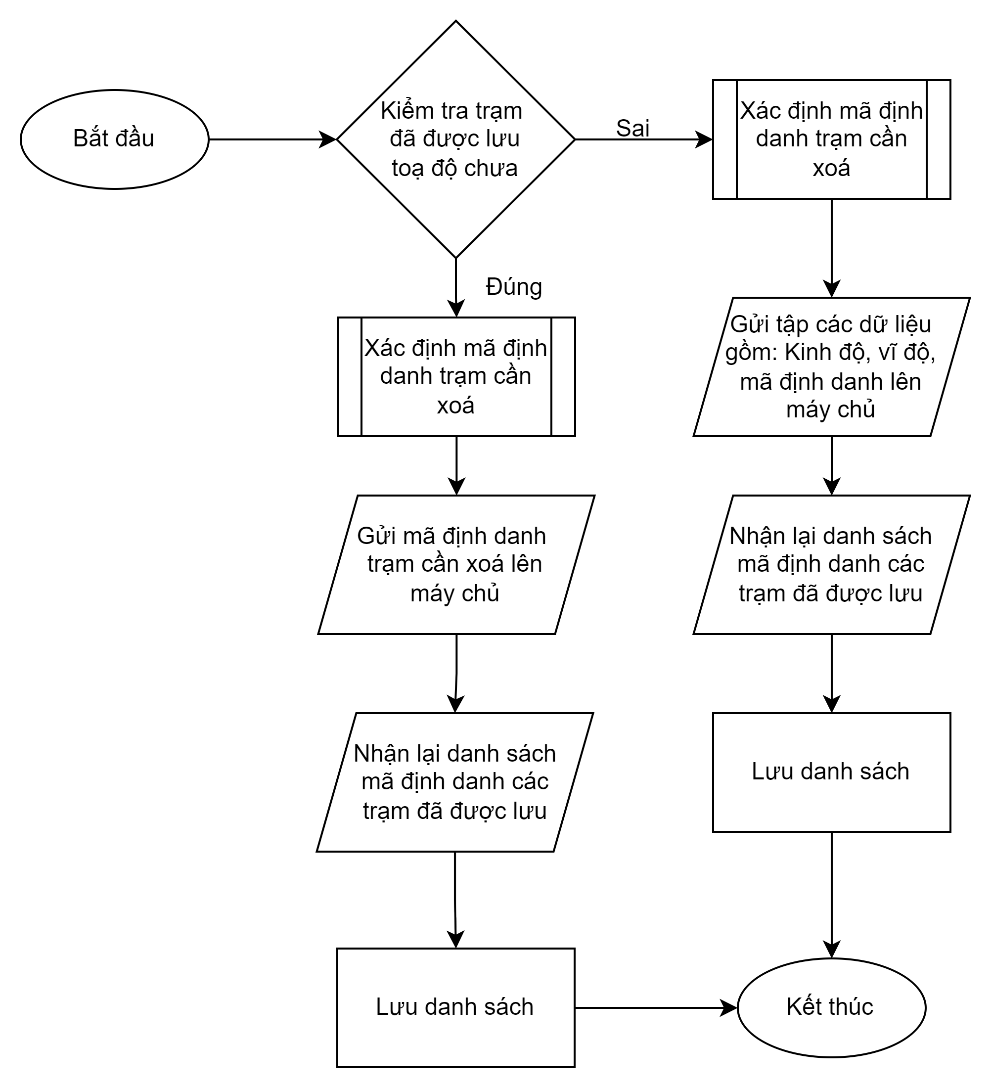 Bắt đầu
Kiểm tra trạm
đã được lưu
toạ độ chưa
Sai
Xác định mã định
danh trạm cần
xoá
Đúng
Xác định mã định
danh trạm cần
xoá
Gửi tập các dữ liệu
gồm: Kinh độ, vĩ độ,
mã định danh lên
máy chủ
Gửi mã định danh
trạm cần xoá lên
máy chủ
Nhận lại danh sách
mã định danh các
trạm đã được lưu
Nhận lại danh sách
mã định danh các
trạm đã được lưu
Lưu danh sách
Lưu danh sách
Kết thúc